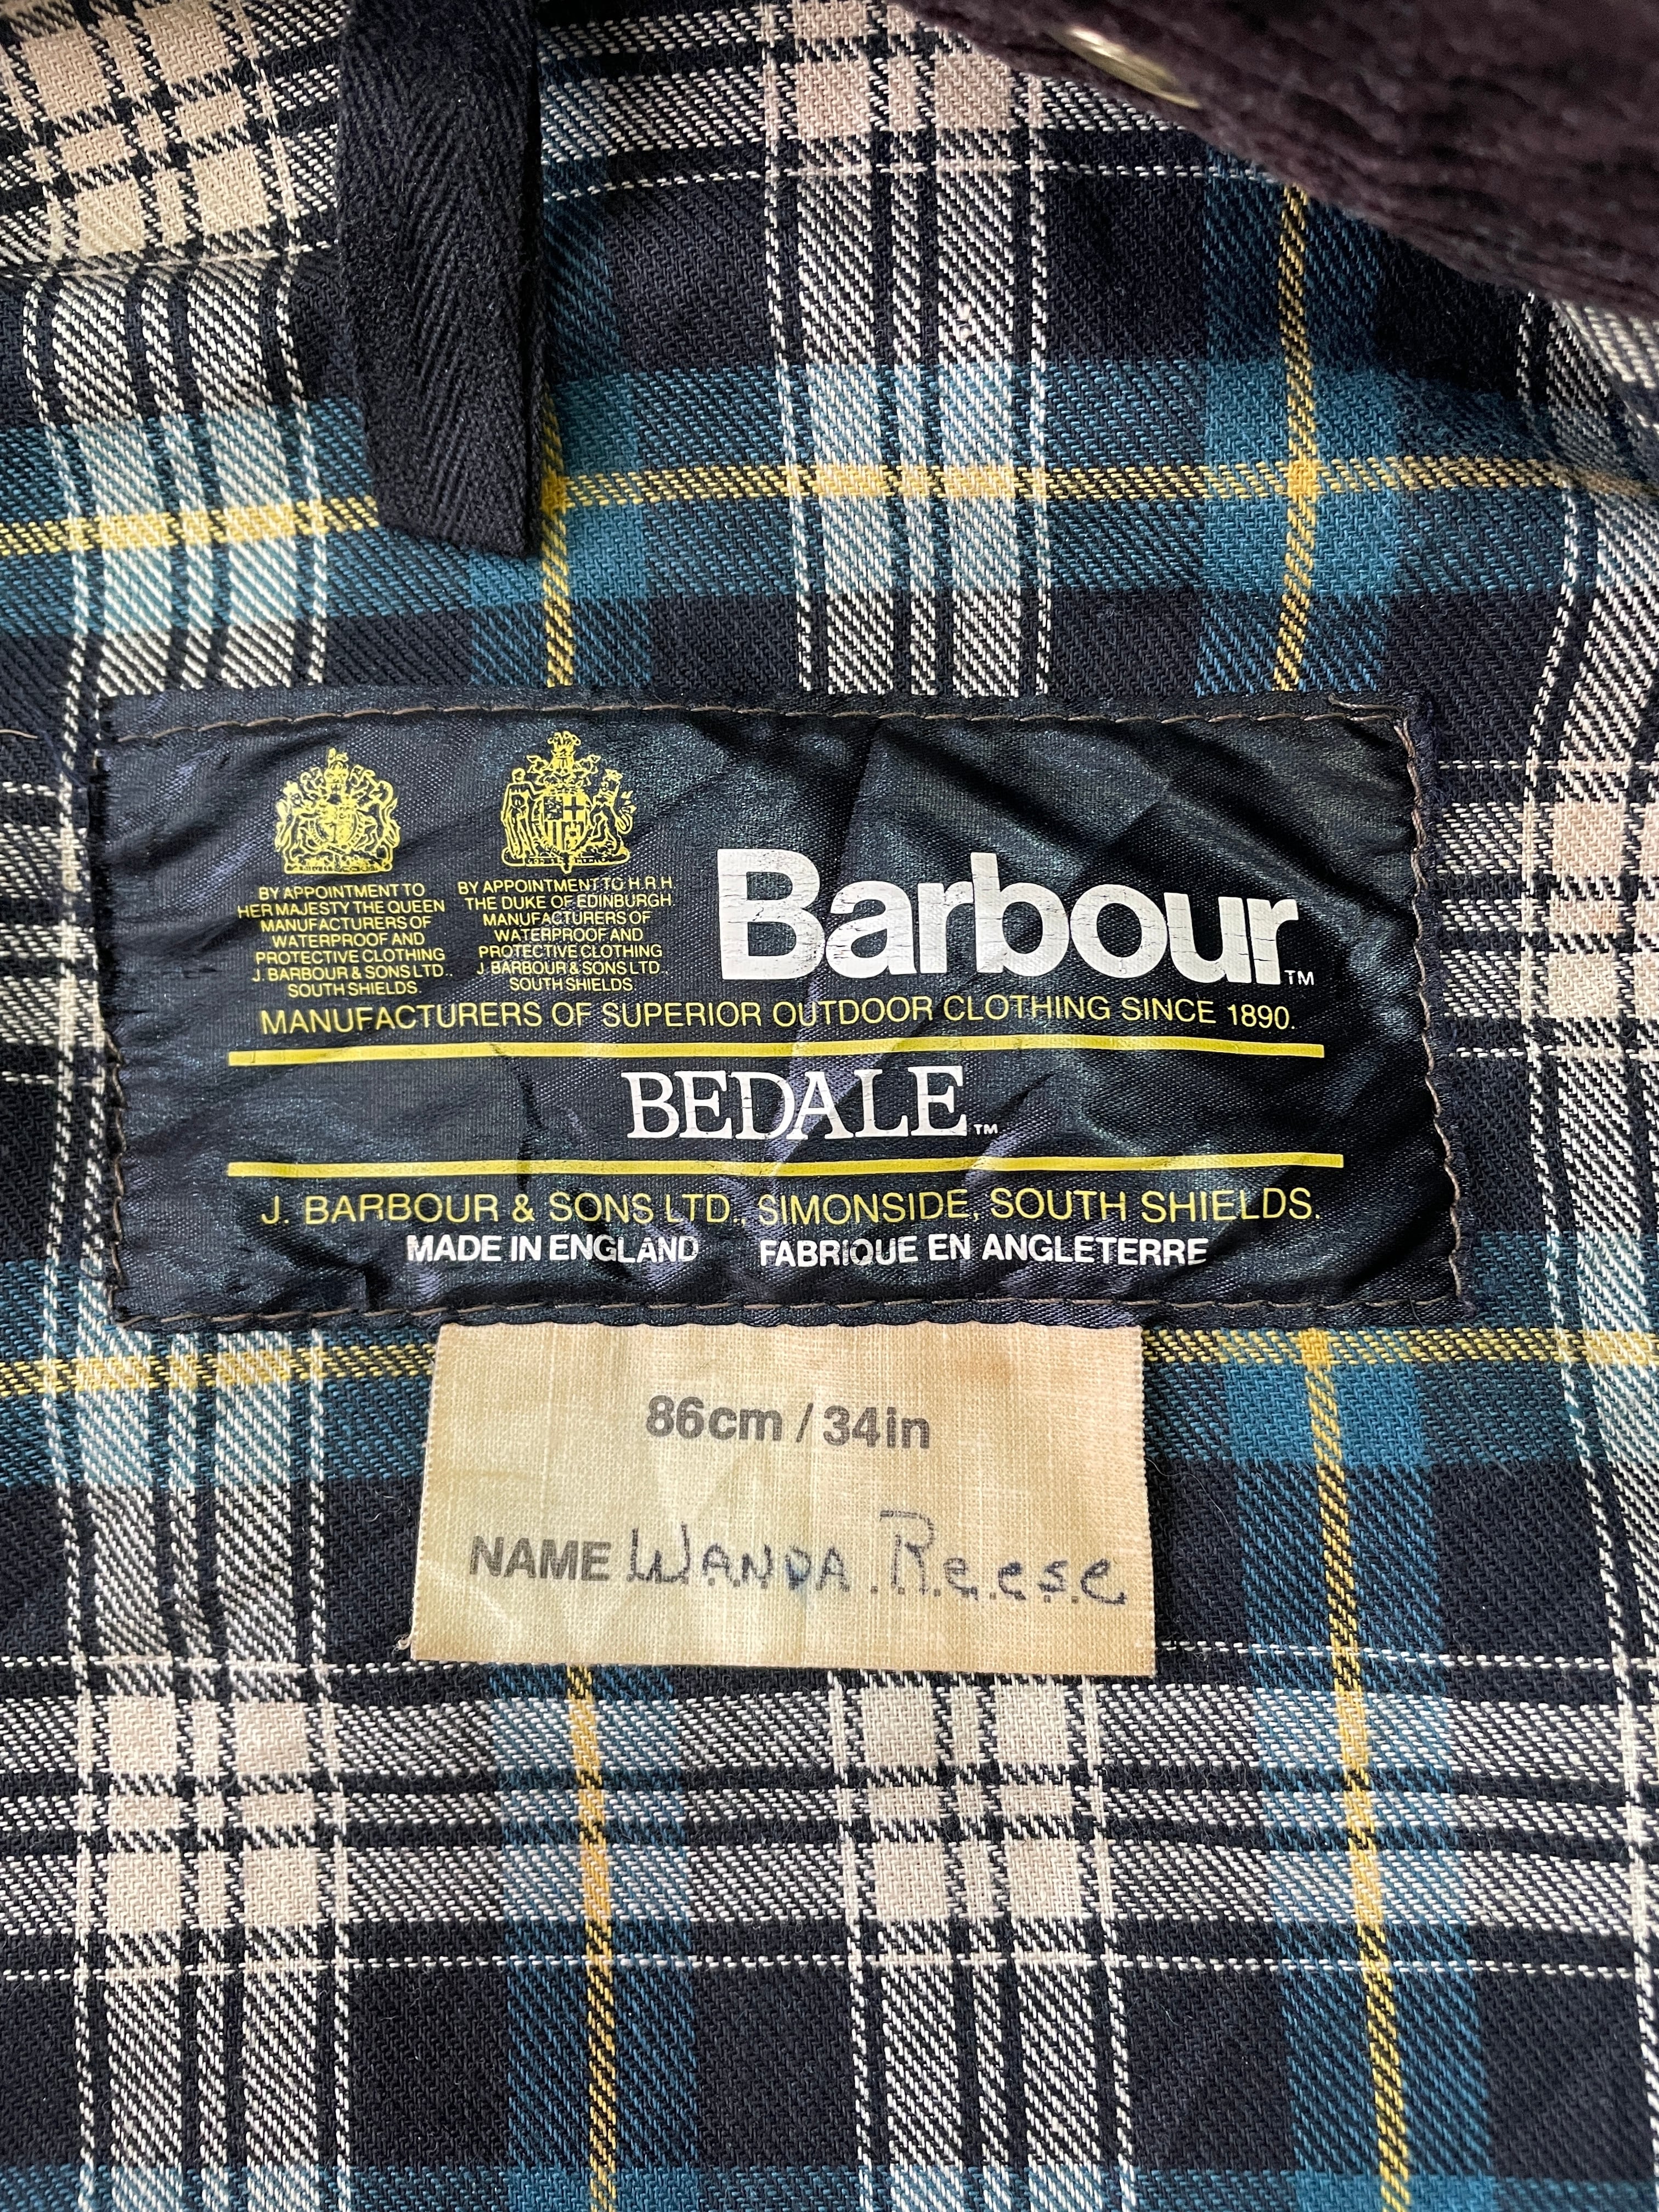 BY APPOINTMENT TO
HER MAJESTY THE QUEEN
MANUFACTURERS OF
WATERPROOF AND
PROTECTIVE CLOTHING
J. BARBOUR & SONS LTD.,
SOUTH SHIELDS.
BY APPOINTMENT TO H.R.H.
THE DUKE OF EDINBURGH
MANUFACTURERS OF
WATERPROOF AND
PROTECTIVE CLOTHING
J. BARBOUR & SONS LTD.
SOUTH SHIELDS.
Barbour™
MANUFACTURERS OF SUPERIOR OUTDOOR CLOTHING SINCE 1890.
BEDALE™
J. BARBOUR & SONS LTD., SIMONSIDE, SOUTH SHIELDS.
MADE IN ENGLAND FABRIQUE EN ANGLETERRE
86cm / 34in
NAME WANDA Reese